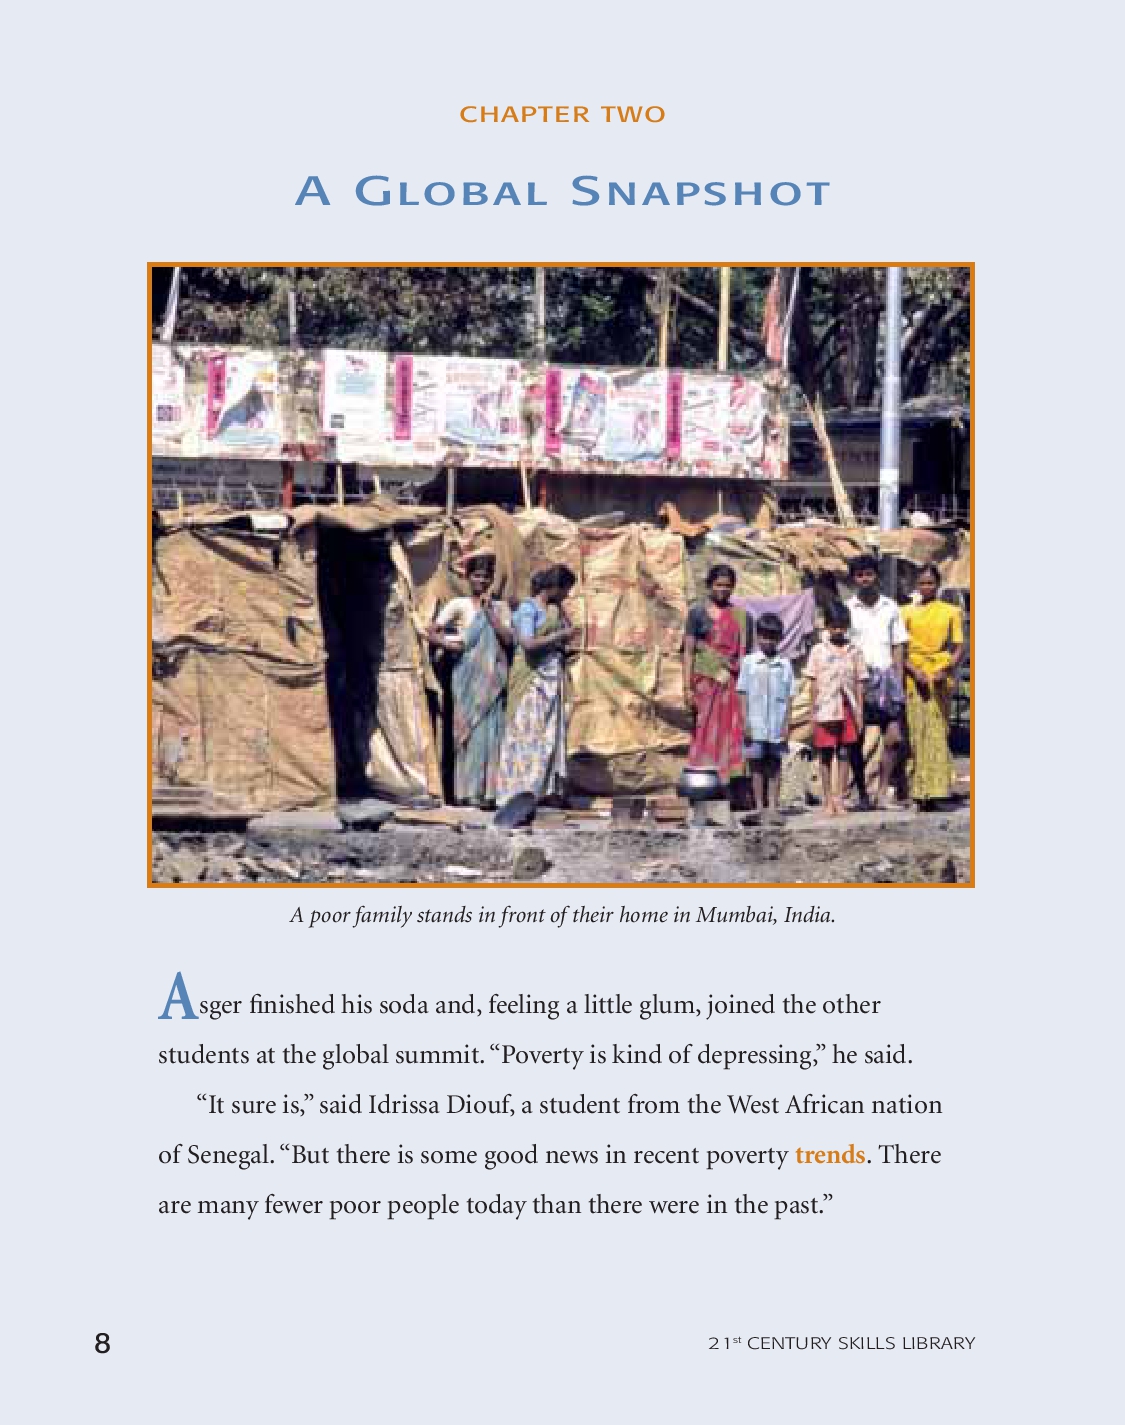 CHAPTER TWO
A GLOBAL SNAPSHOT
A poor family stands in front of their home in Mumbai, India.
Asger finished his soda and, feeling a little glum, joined the other
students at the global summit. “Poverty is kind of depressing,” he said.
“It sure is,” said Idrissa Diouf, a student from the West African nation
of Senegal. “But there is some good news in recent poverty trends. There
are many fewer poor people today than there were in the past.”
8
21st CENTURY SKILLS LIBRARY